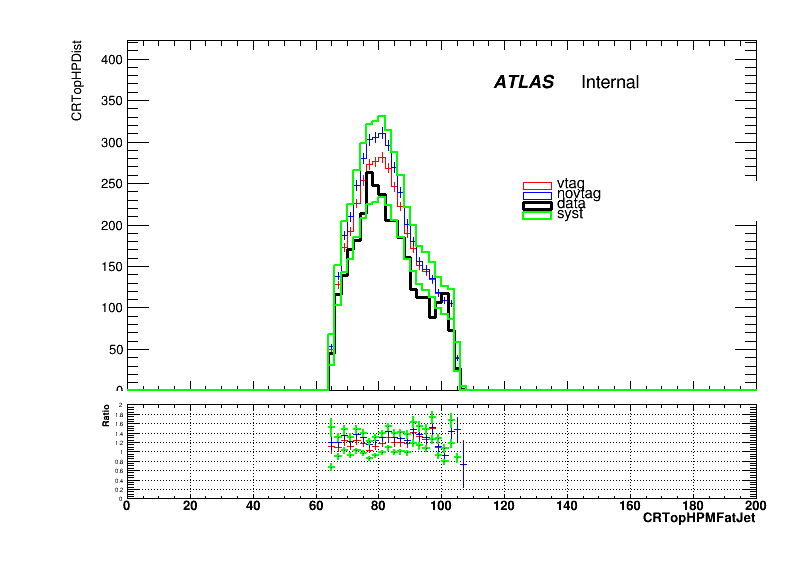 CRTopHPDist
400
350
300
250
200
150
100
50
0
ATLAS Internal
vtag
novtag
data
syst
Ratio
2
1.8
1.6
1.4
1.2
1
0.8
0.6
0.4
0.2
0
0 20 40 60 80 100 120 140 160 180 200
CRTopHPMFatJet